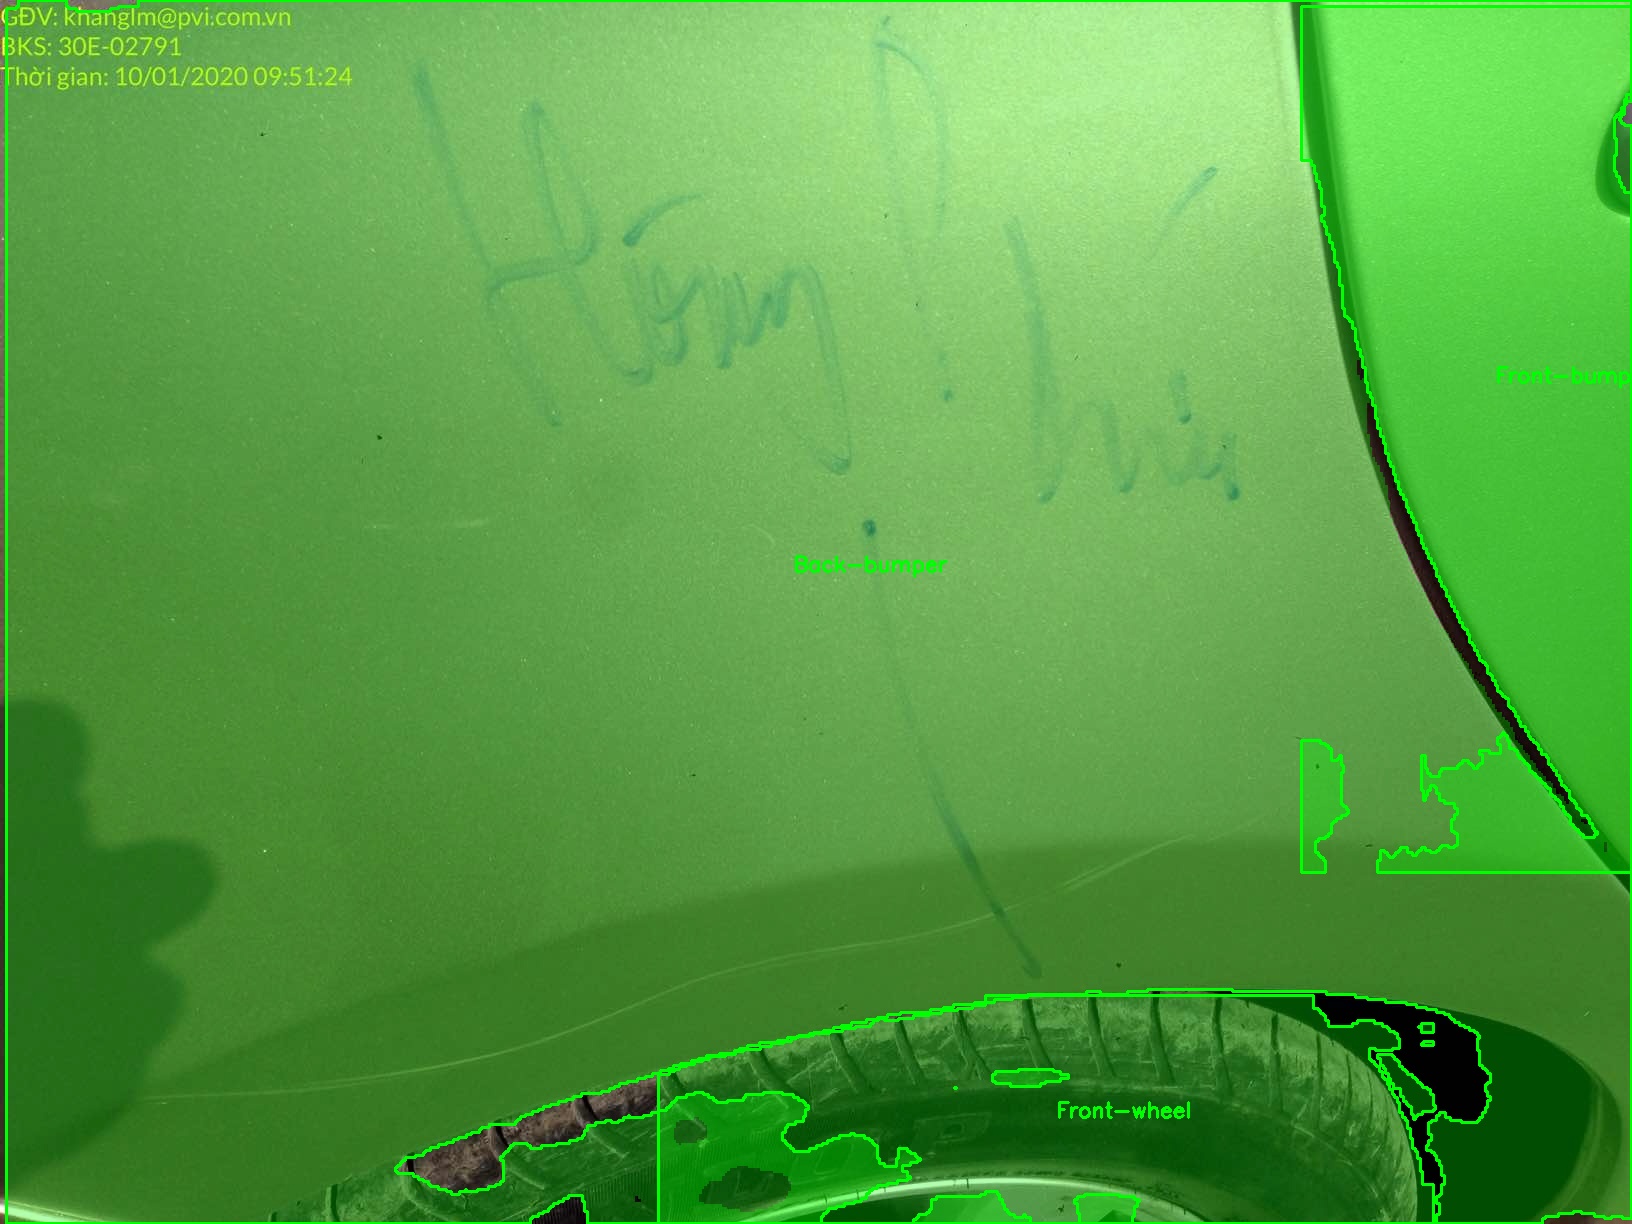 GĐV: khanglm@pvi.com.vn
BKS: 30E-02791
Thời gian: 10/01/2020 09:51:24
Front-bump
Back-bumper
Front-wheel